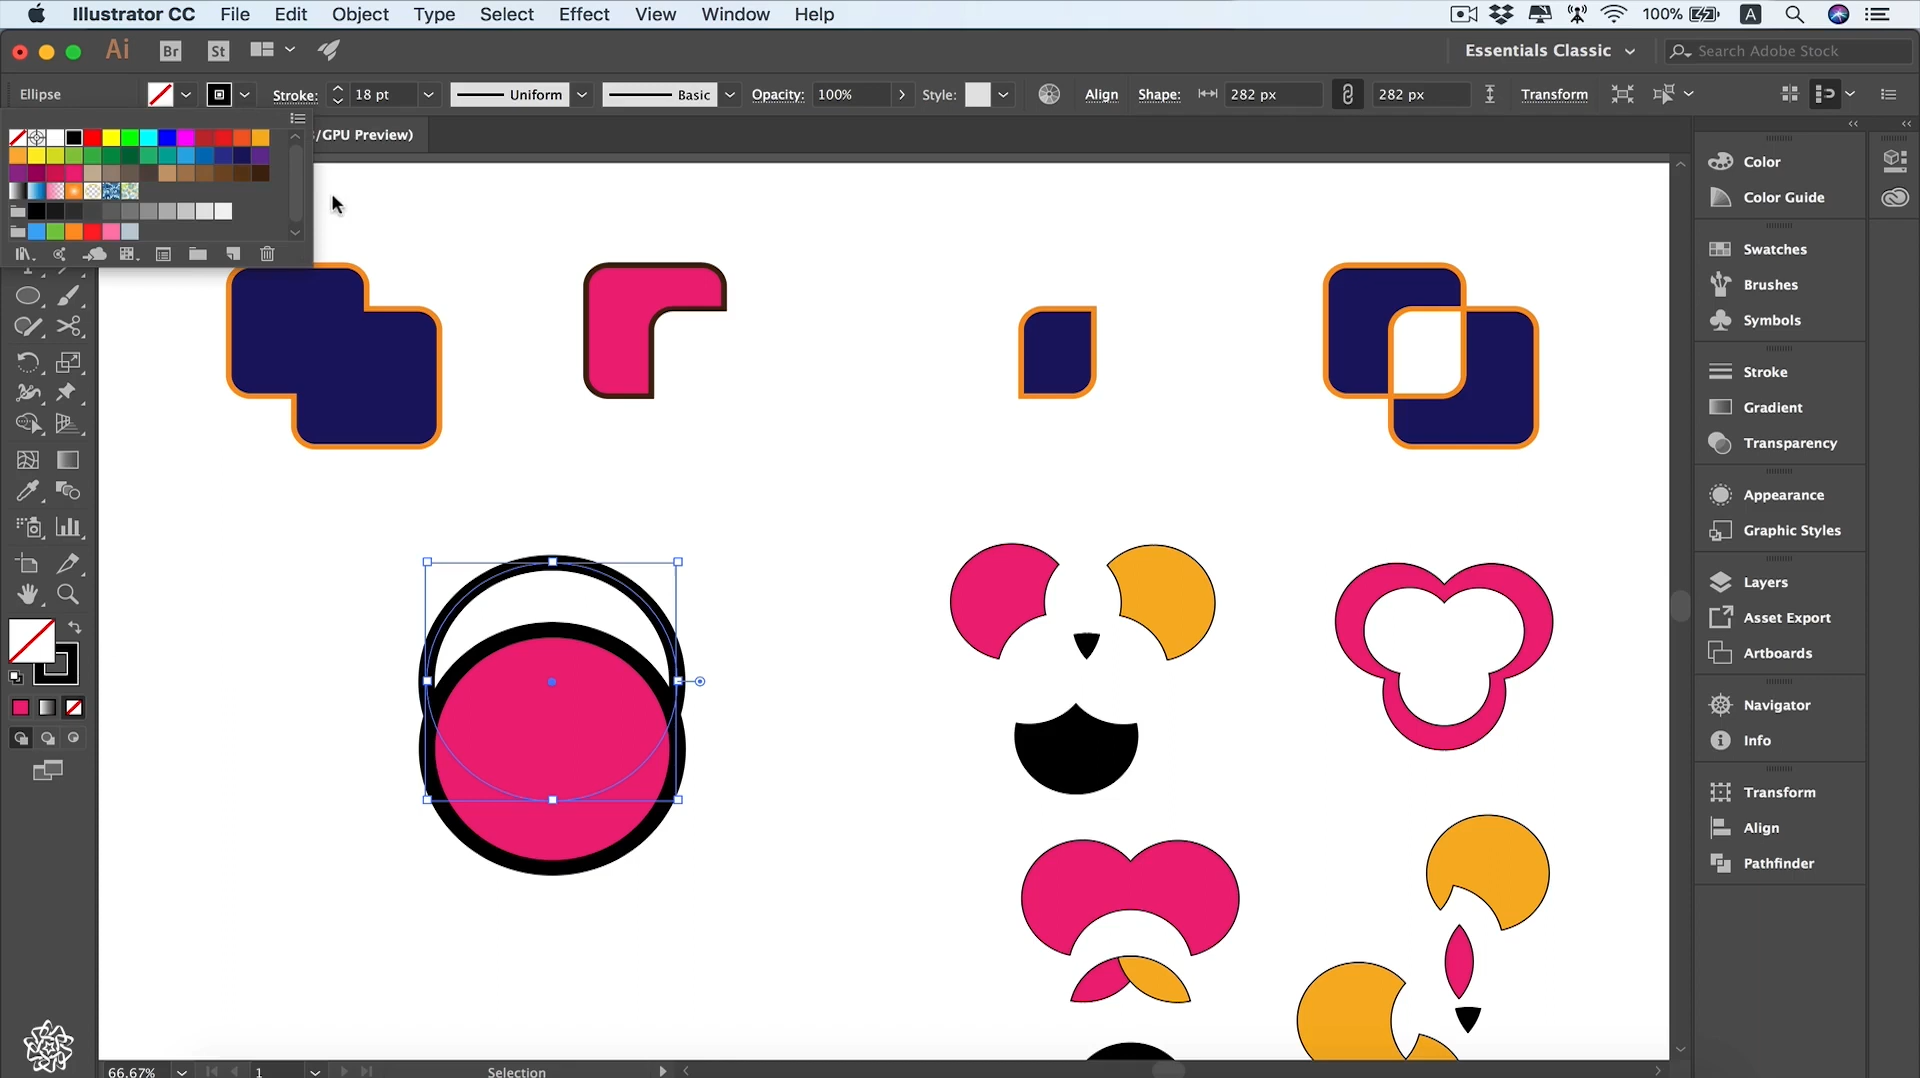 Illustrator CC File Edit Object Type Select Effect View Window Help 100% A
Ai Br St Essentials Classic Search Adobe Stock
Ellipse Stroke: 18 pt Uniform Basic Opacity: 100% Style: Align Shape: 282 px 282 px Transform
/GPU Preview)
Color
Color Guide
Swatches
Brushes
Symbols
Stroke
Gradient
Transparency
Appearance
Graphic Styles
Layers
Asset Export
Artboards
Navigator
Info
Transform
Align
Pathfinder
66.67% 1 Selection